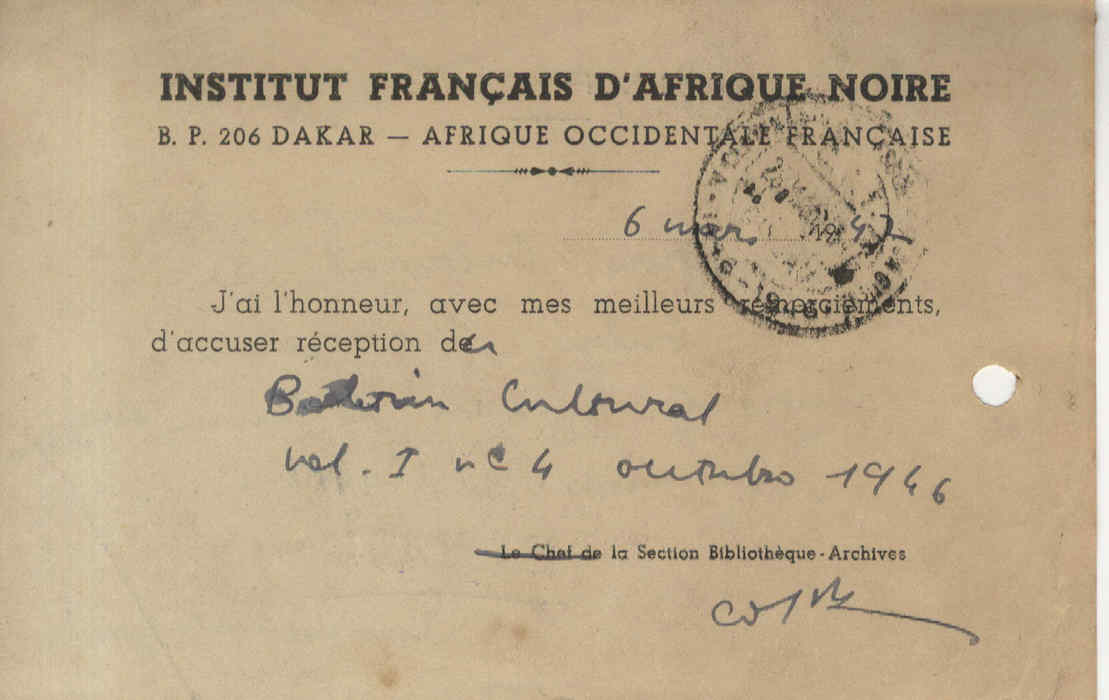 INSTITUT FRANÇAIS D'AFRIQUE NOIRE
B. P. 206 DAKAR — AFRIQUE OCCIDENTALE FRANÇAISE
6 mars 1947
J'ai l'honneur, avec mes meilleurs remerciements,
d'accuser réception de
Cultural
vol. I nº 4 outubro 1946
Le Chef de la Section Bibliothèque-Archives